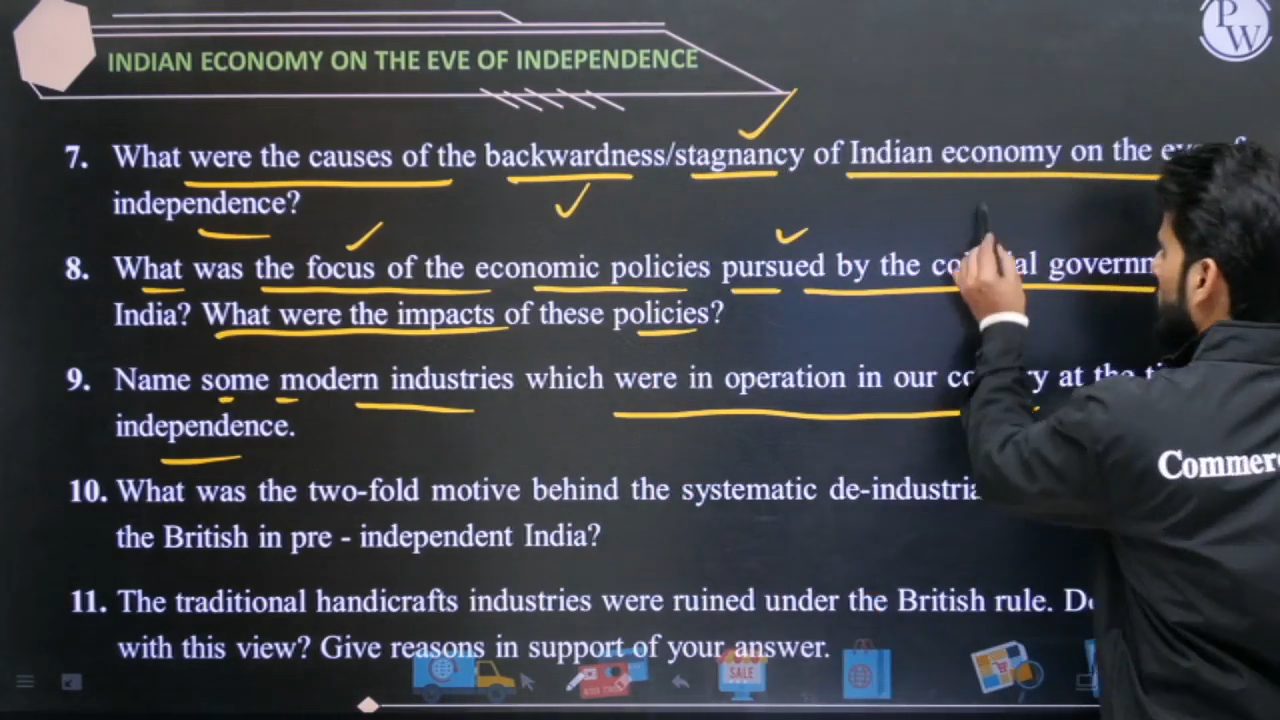 PW
INDIAN ECONOMY ON THE EVE OF INDEPENDENCE
7. What were the causes of the backwardness/stagnancy of Indian economy on the
independence?
8. What was the focus of the economic policies pursued by the
India? What were the impacts of these policies?
9. Name some modern industries which were in operation in our at the
independence.
10. What was the two-fold motive behind the systematic
the British in pre - independent India?
11. The traditional handicrafts industries were ruined under the British rule.
with this view? Give reasons in support of your answer.
SALE